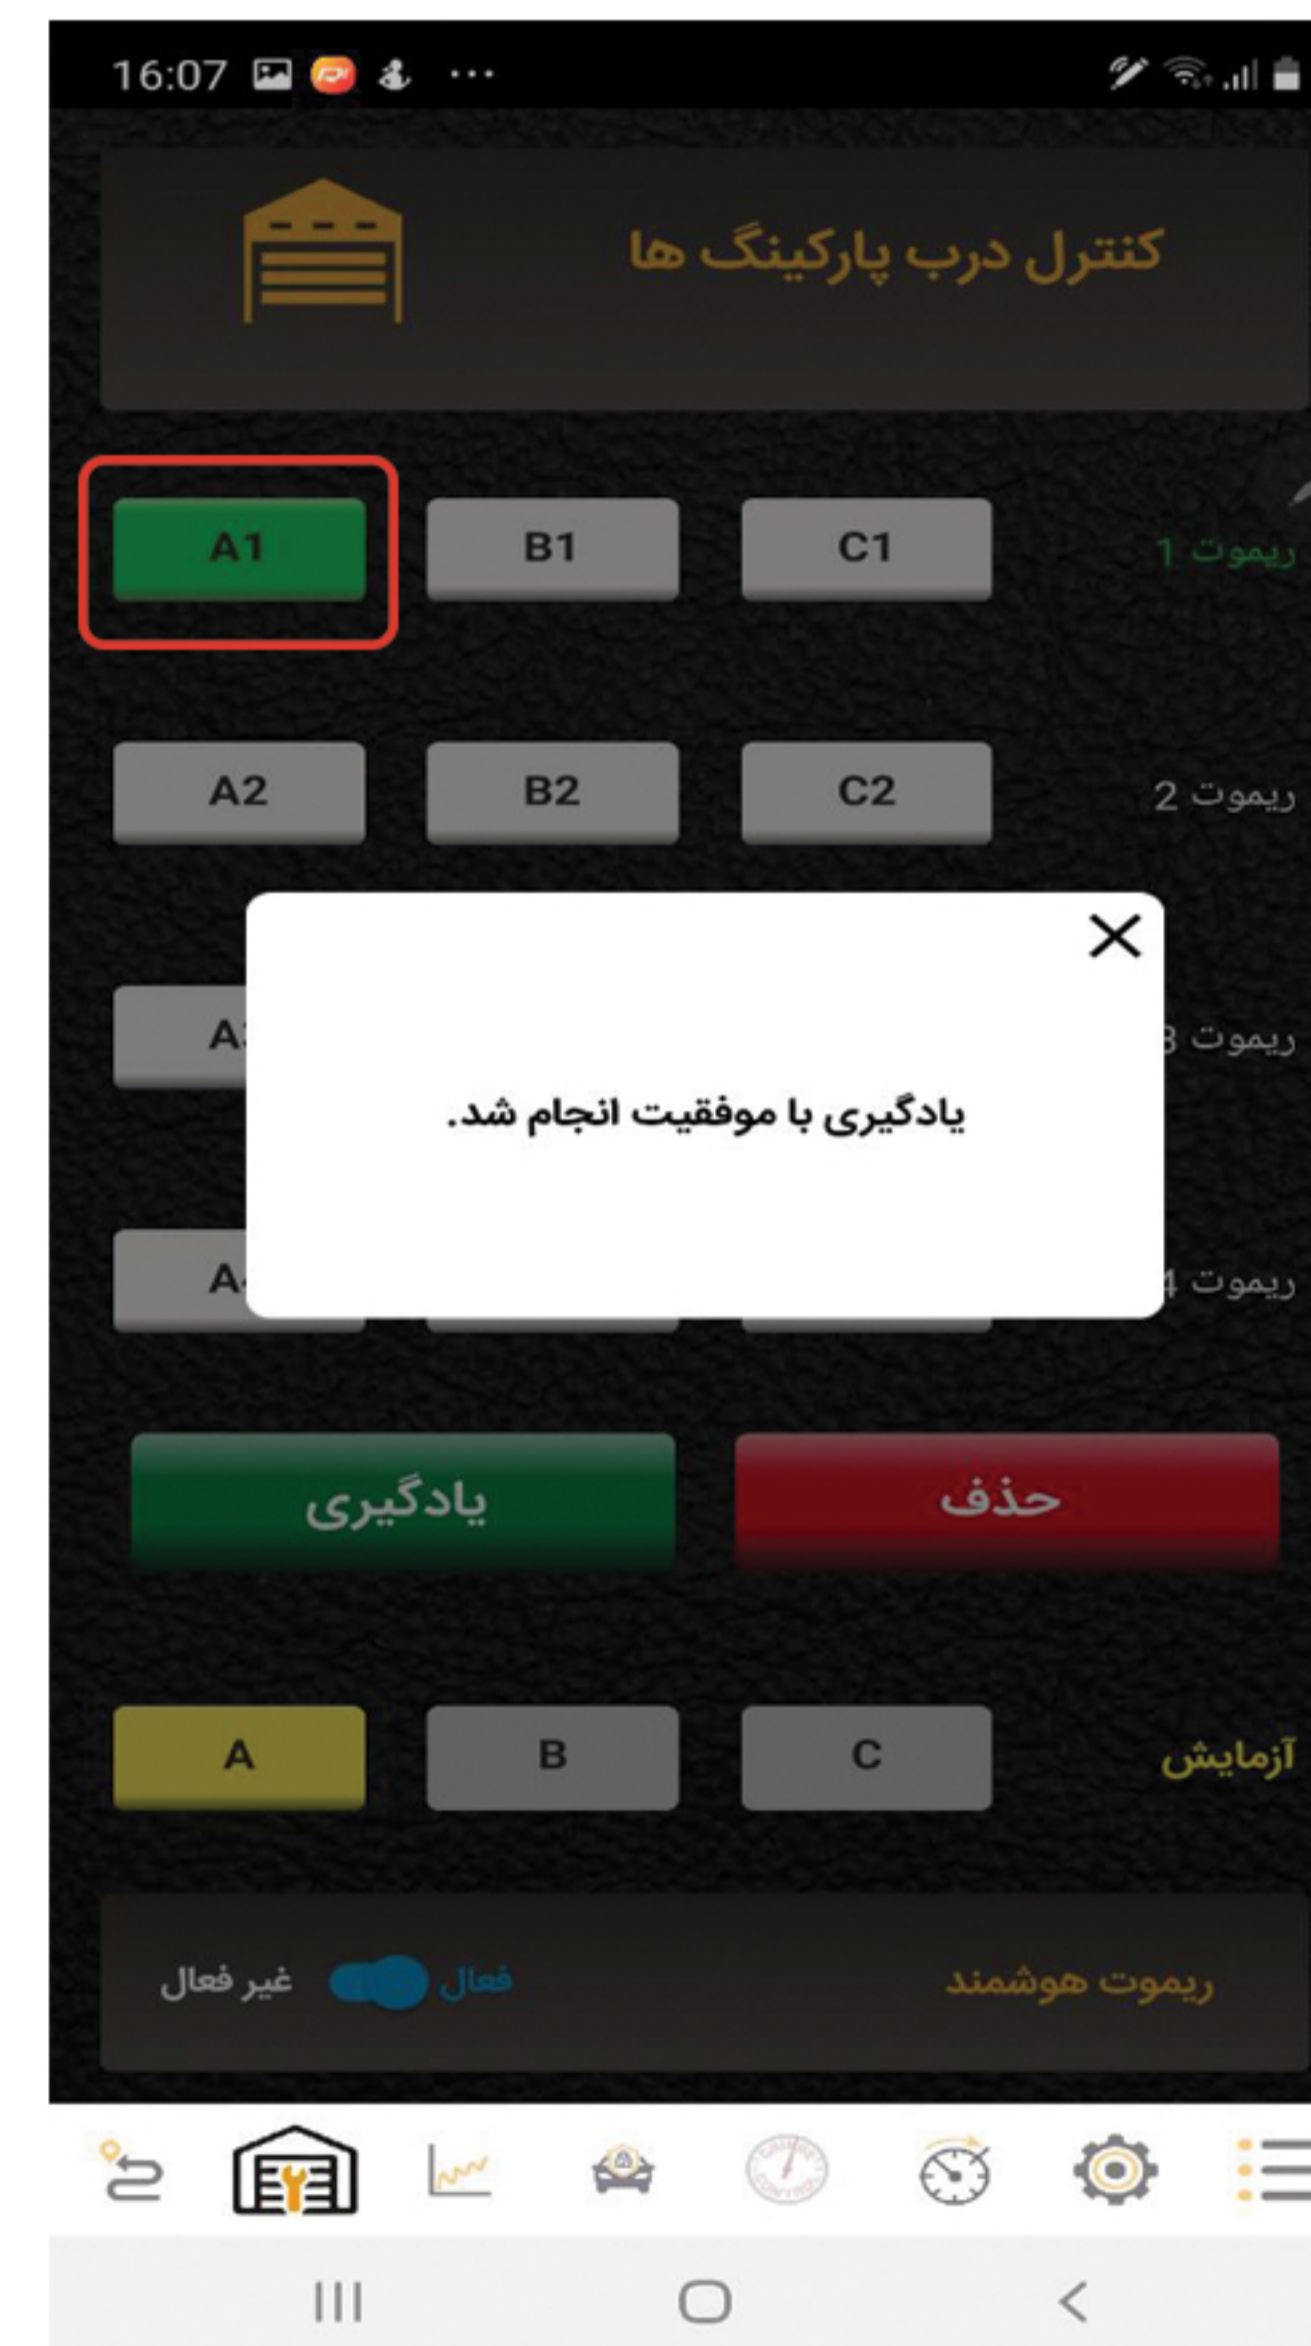 16:07
کنترل درب پارکینگ ها
A1 B1 C1 ریموت 1
A2 B2 C2 ریموت 2
ریموت
یادگیری با موفقیت انجام شد.
ریموت
یادگیری حذف
A B C آزمایش
غیر فعال فعال ریموت هوشمند